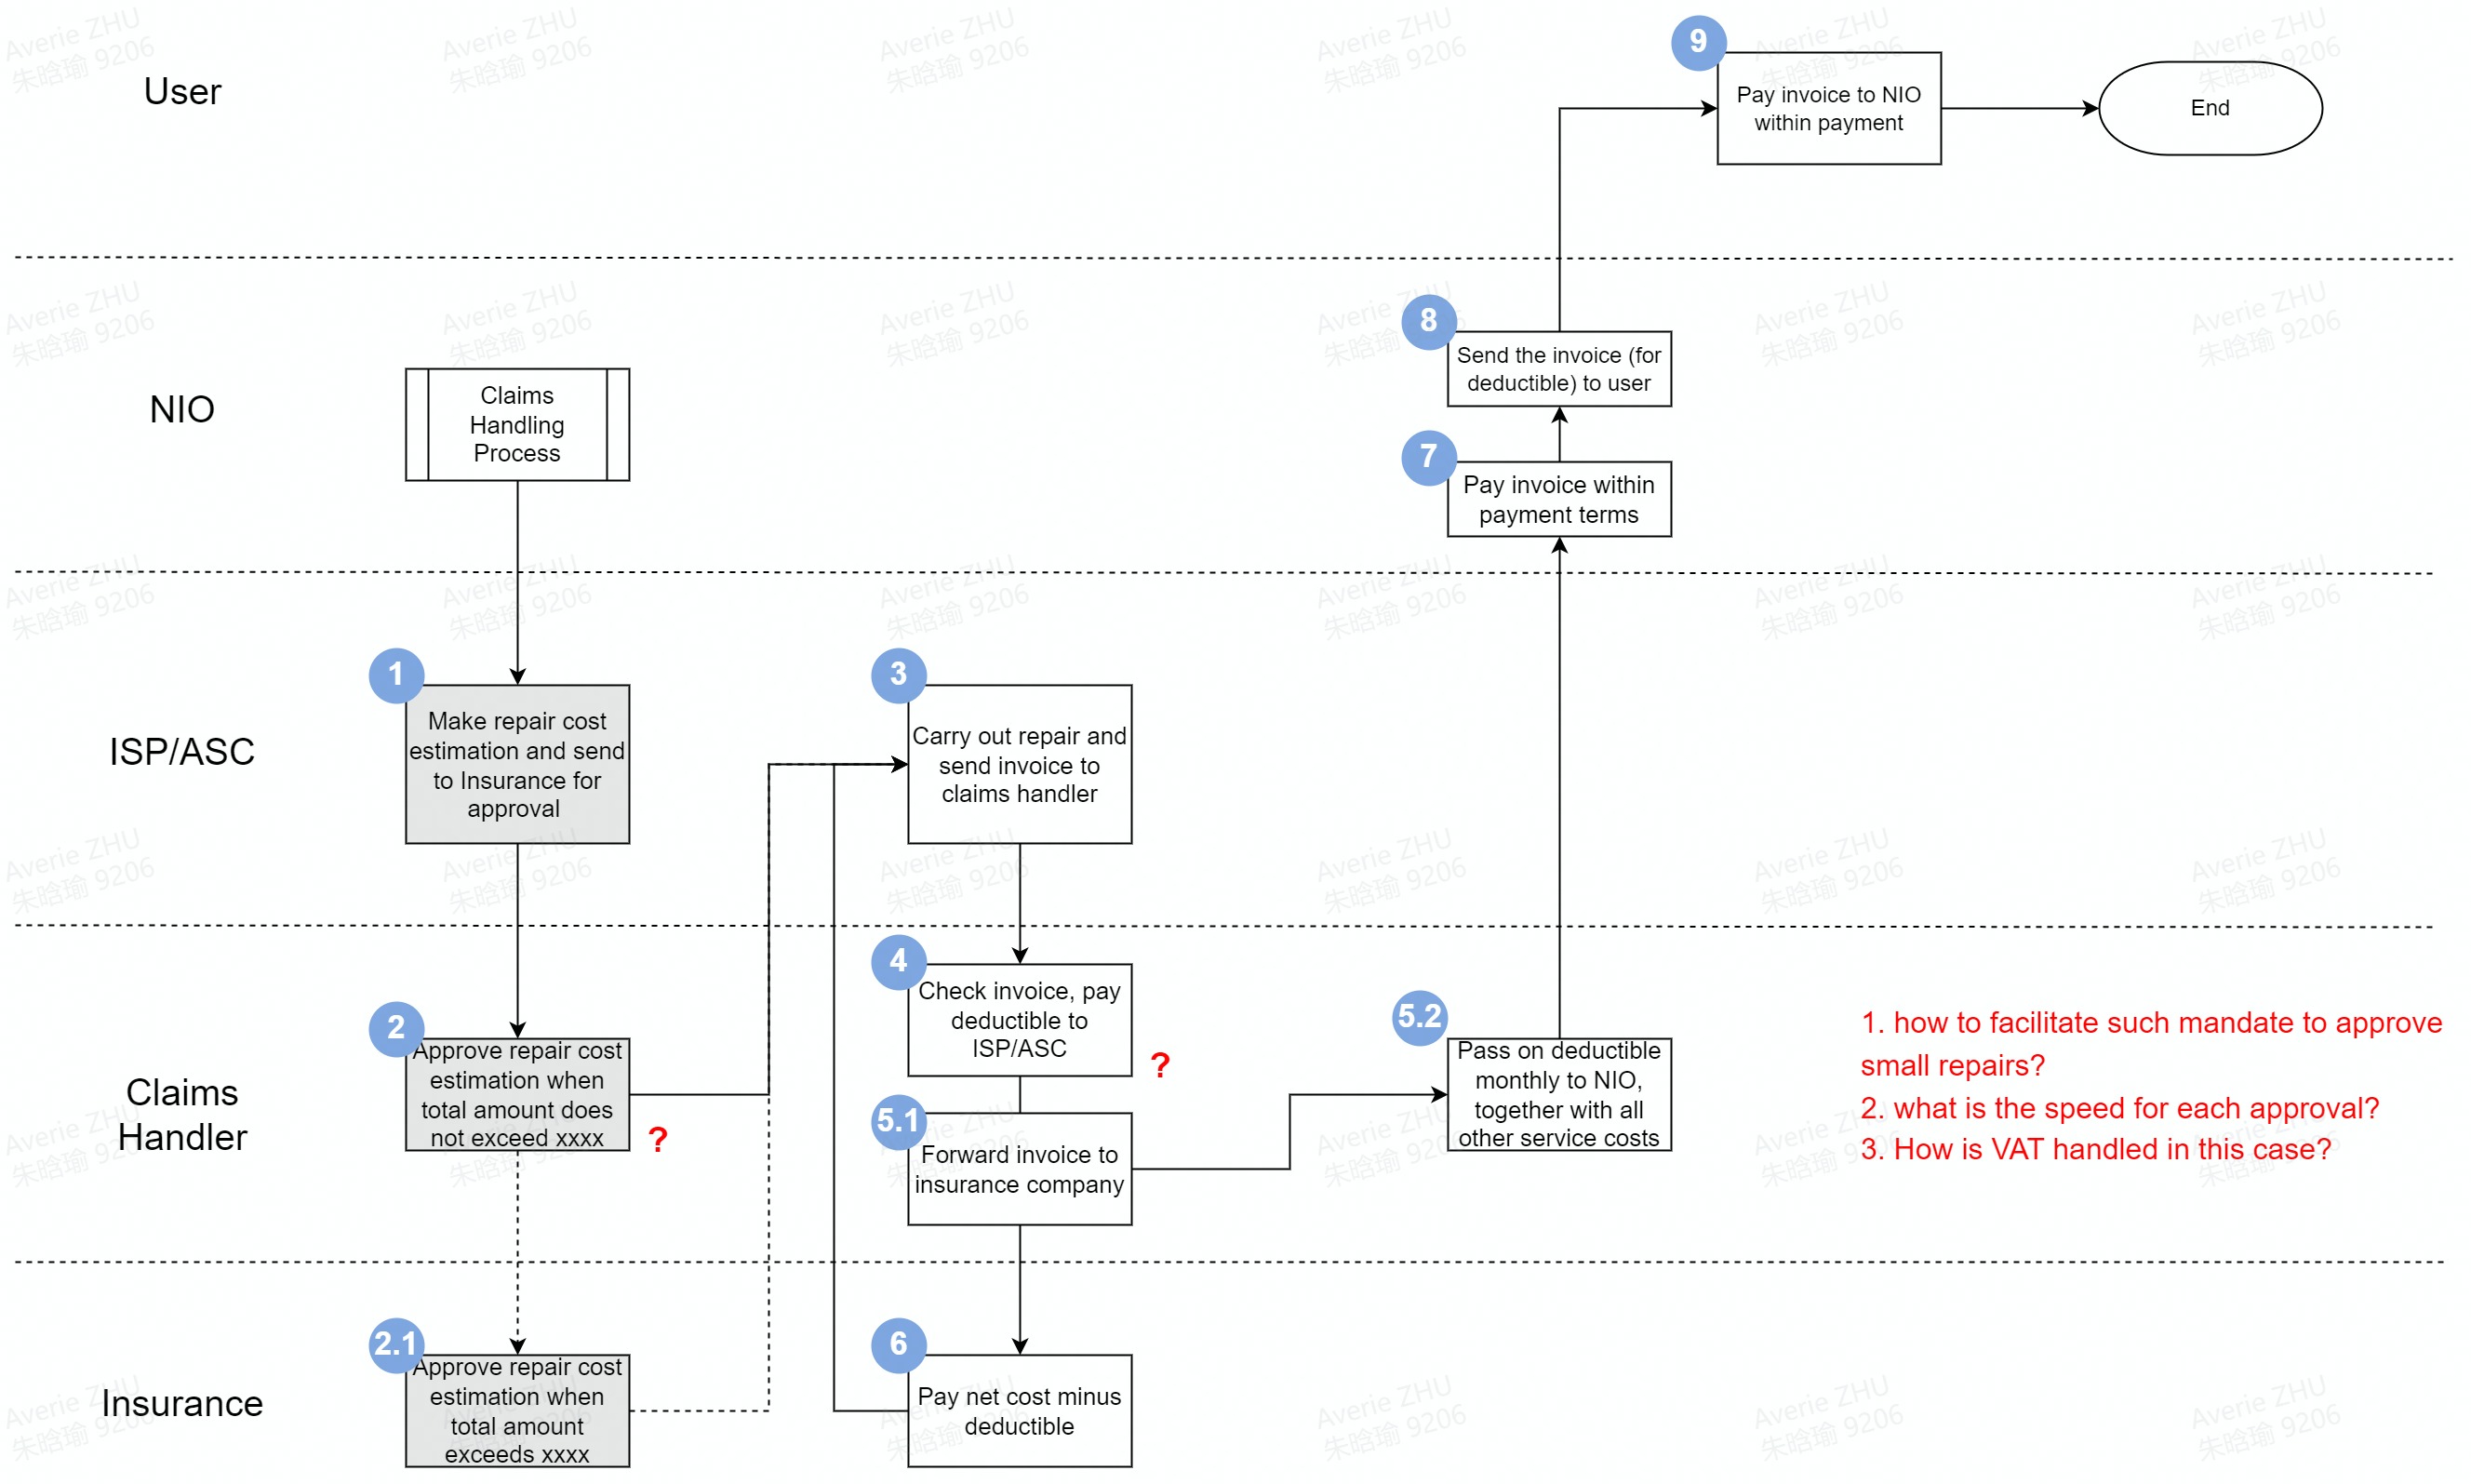 User
9
Pay invoice to NIO
within payment
End
NIO
Claims
Handling
Process
8
Send the invoice (for
deductible) to user
7
Pay invoice within
payment terms
ISP/ASC
1
Make repair cost
estimation and send
to Insurance for
approval
3
Carry out repair and
send invoice to
claims handler
Claims
Handler
2
Approve repair cost
estimation when
total amount does
not exceed xxxx
?
4
Check invoice, pay
deductible to
ISP/ASC
?
5.1
Forward invoice to
insurance company
5.2
Pass on deductible
monthly to NIO,
together with all
other service costs
1. how to facilitate such mandate to approve
small repairs?
2. what is the speed for each approval?
3. How is VAT handled in this case?
Insurance
2.1
Approve repair cost
estimation when
total amount
exceeds xxxx
6
Pay net cost minus
deductible
Averie ZHU
朱晗瑜 9206